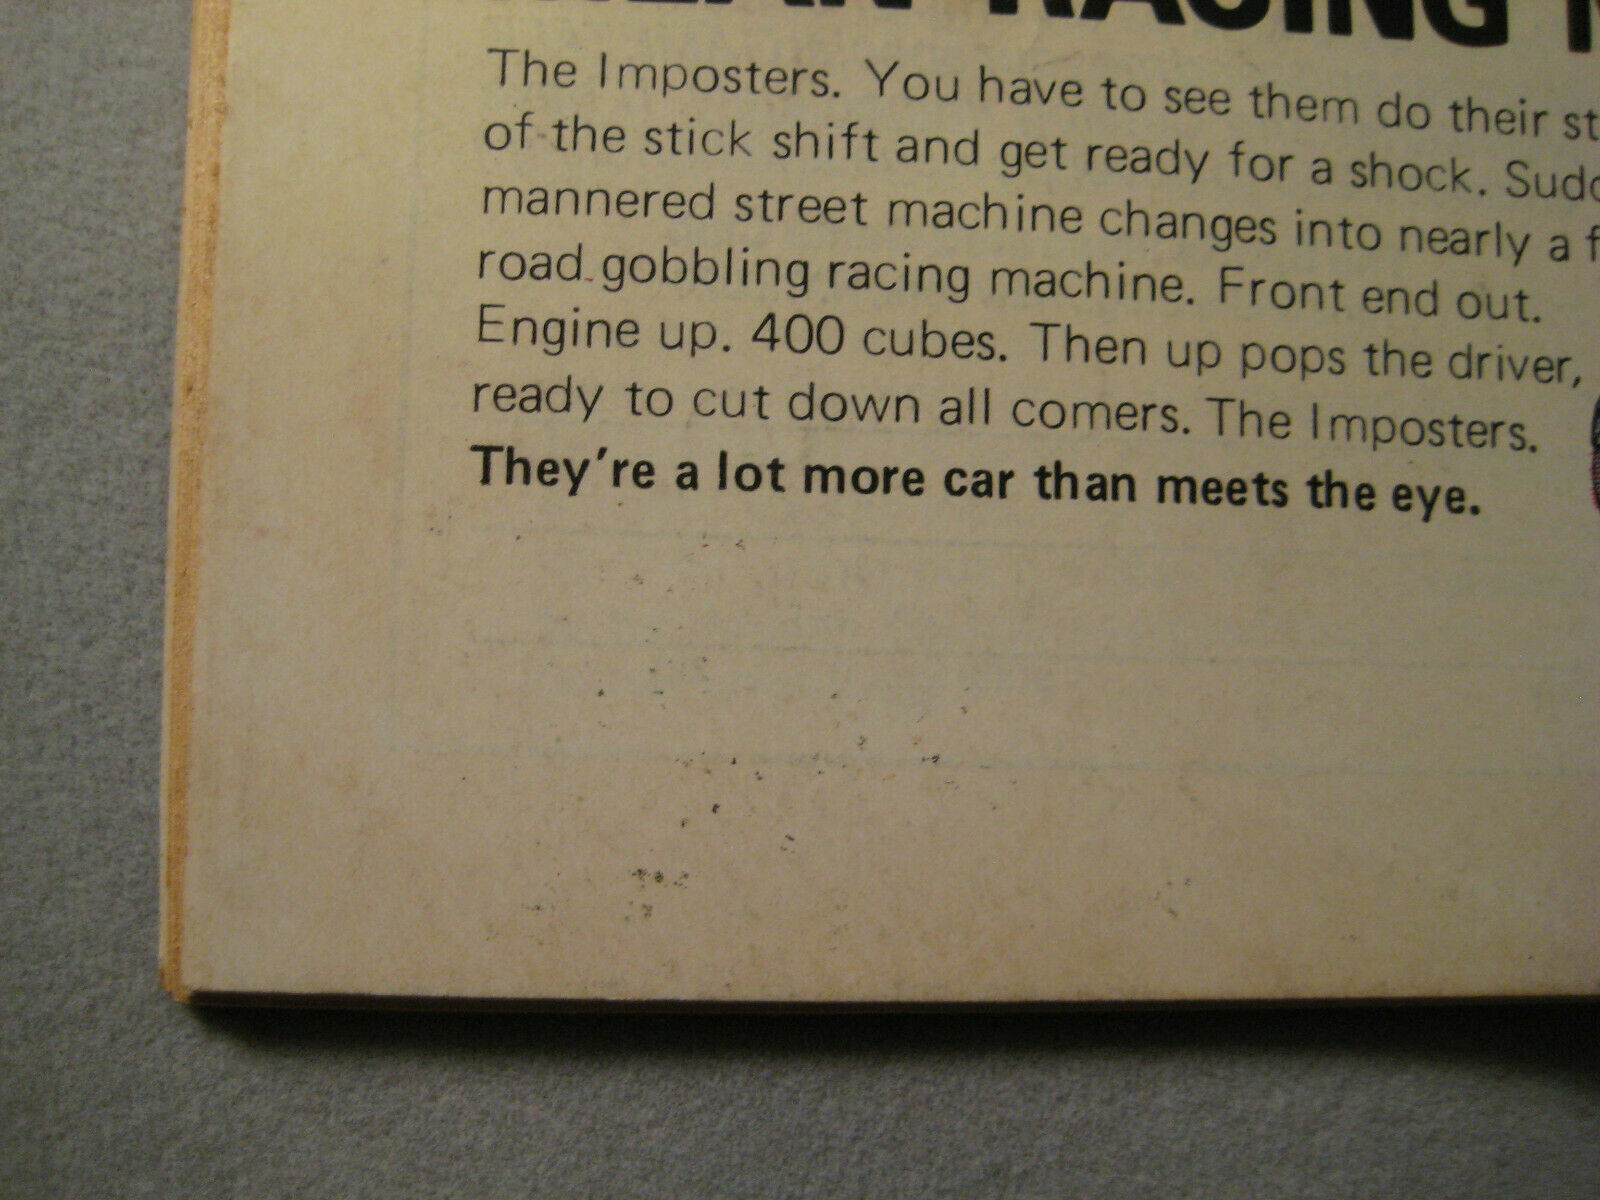 RACING
The Imposters. You have to see them do their
of the stick shift and get ready for a shock.
mannered street machine changes into nearly a
road gobbling racing machine. Front end out.
Engine up. 400 cubes. Then up pops the driver,
ready to cut down all comers. The Imposters.
They're a lot more car than meets the eye.